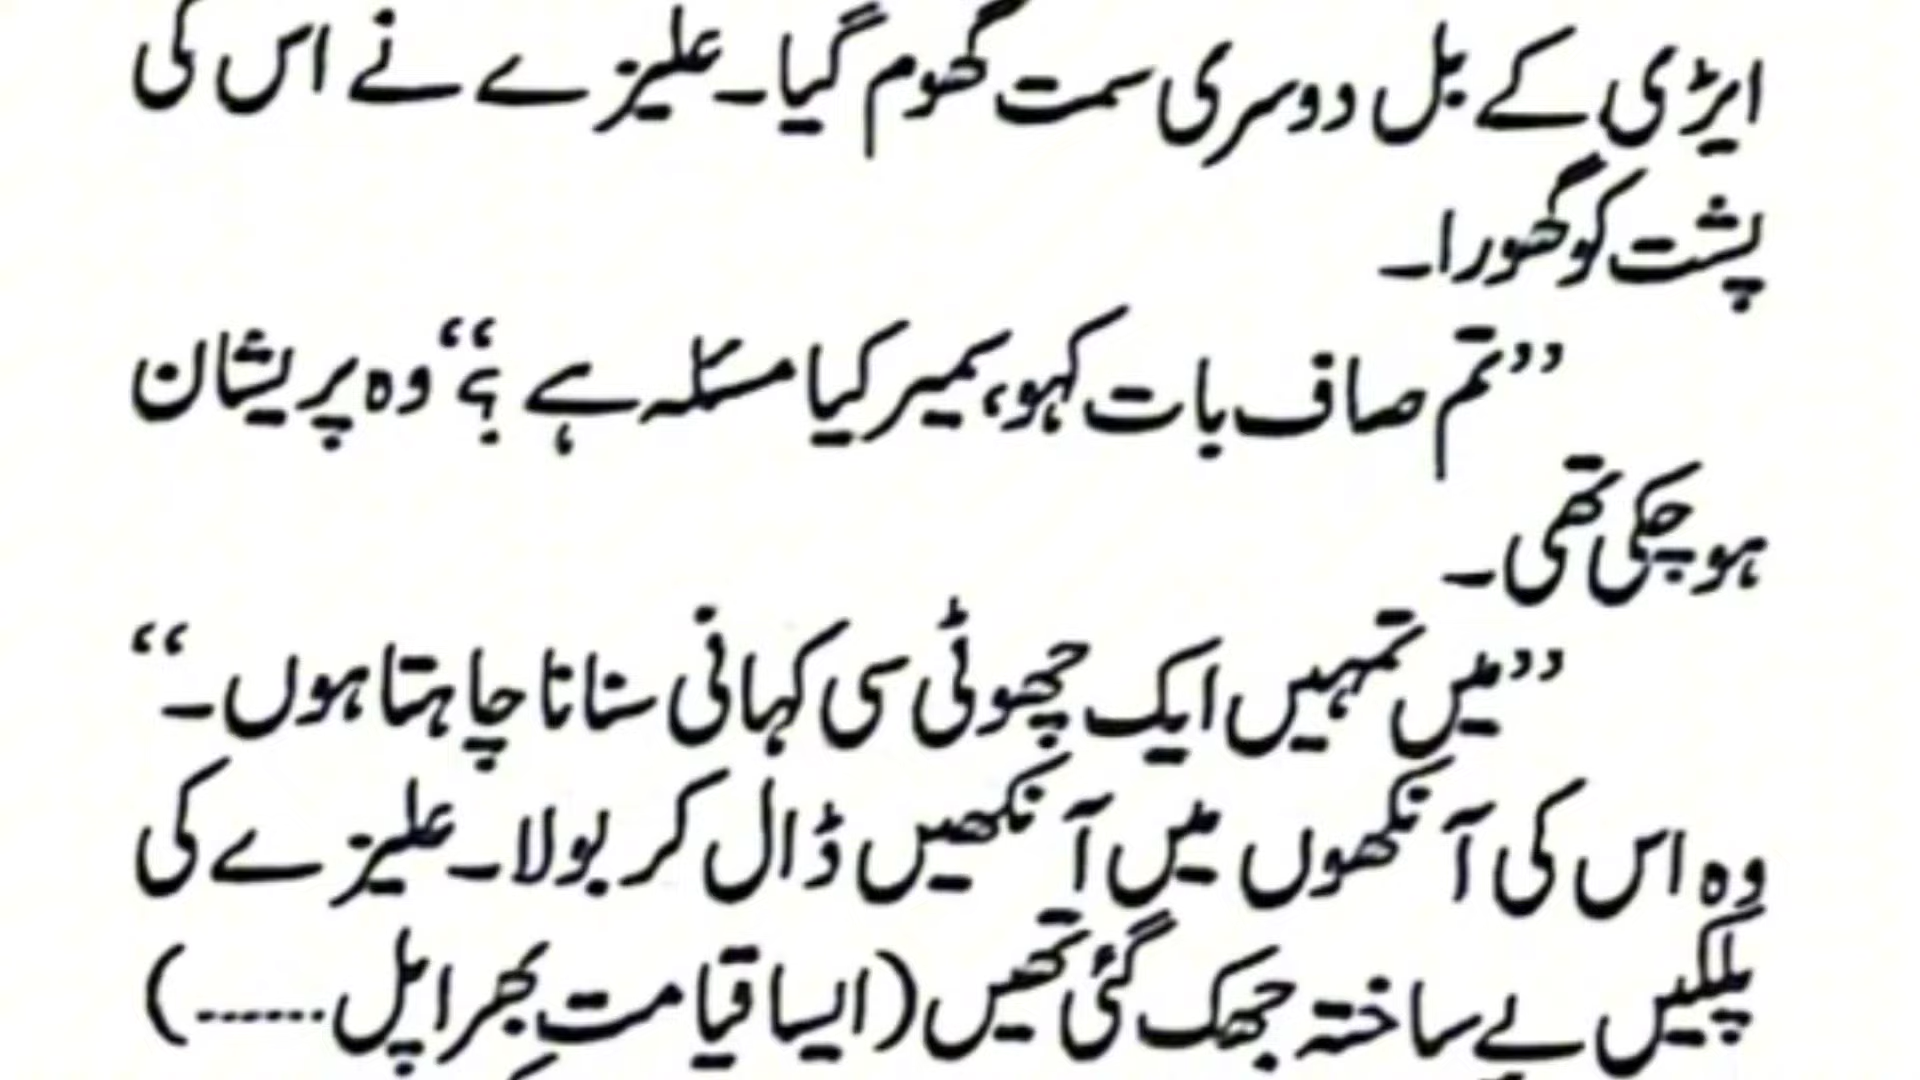 ایڑی کے بل دوسری سمت گھوم گیا۔ علیزے نے اس کی
پشت کو گھورا۔
”تم صاف بات کہو، سمیر کیا مسئلہ ہے؟“ وہ پریشان
ہوچکی تھی۔
”میں تمہیں ایک چھوٹی سی کہانی سنانا چاہتا ہوں۔“
وہ اس کی آنکھوں میں آنکھیں ڈال کر بولا۔ علیزے کی
پلکیں بے ساختہ جھک گئی تھیں (ایسا قیامتِ بھرا پل......)